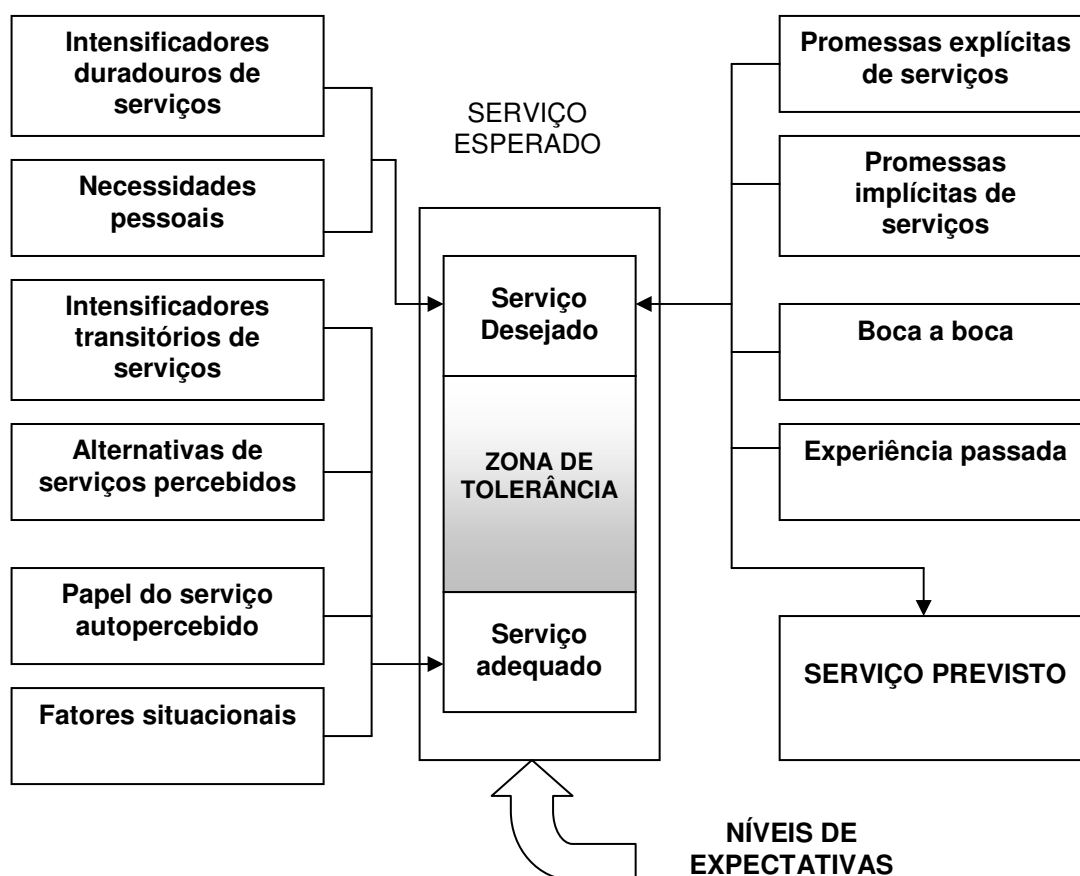 Intensificadores
duradouros de
serviços
Necessidades
pessoais
Intensificadores
transitórios de
serviços
Alternativas de
serviços percebidos
Papel do serviço
autopercebido
Fatores situacionais
SERVIÇO
ESPERADO
Serviço
Desejado
ZONA DE
TOLERÂNCIA
Serviço
adequado
Promessas explícitas
de serviços
Promessas
implícitas de
serviços
Boca a boca
Experiência passada
SERVIÇO PREVISTO
NÍVEIS DE
EXPECTATIVAS